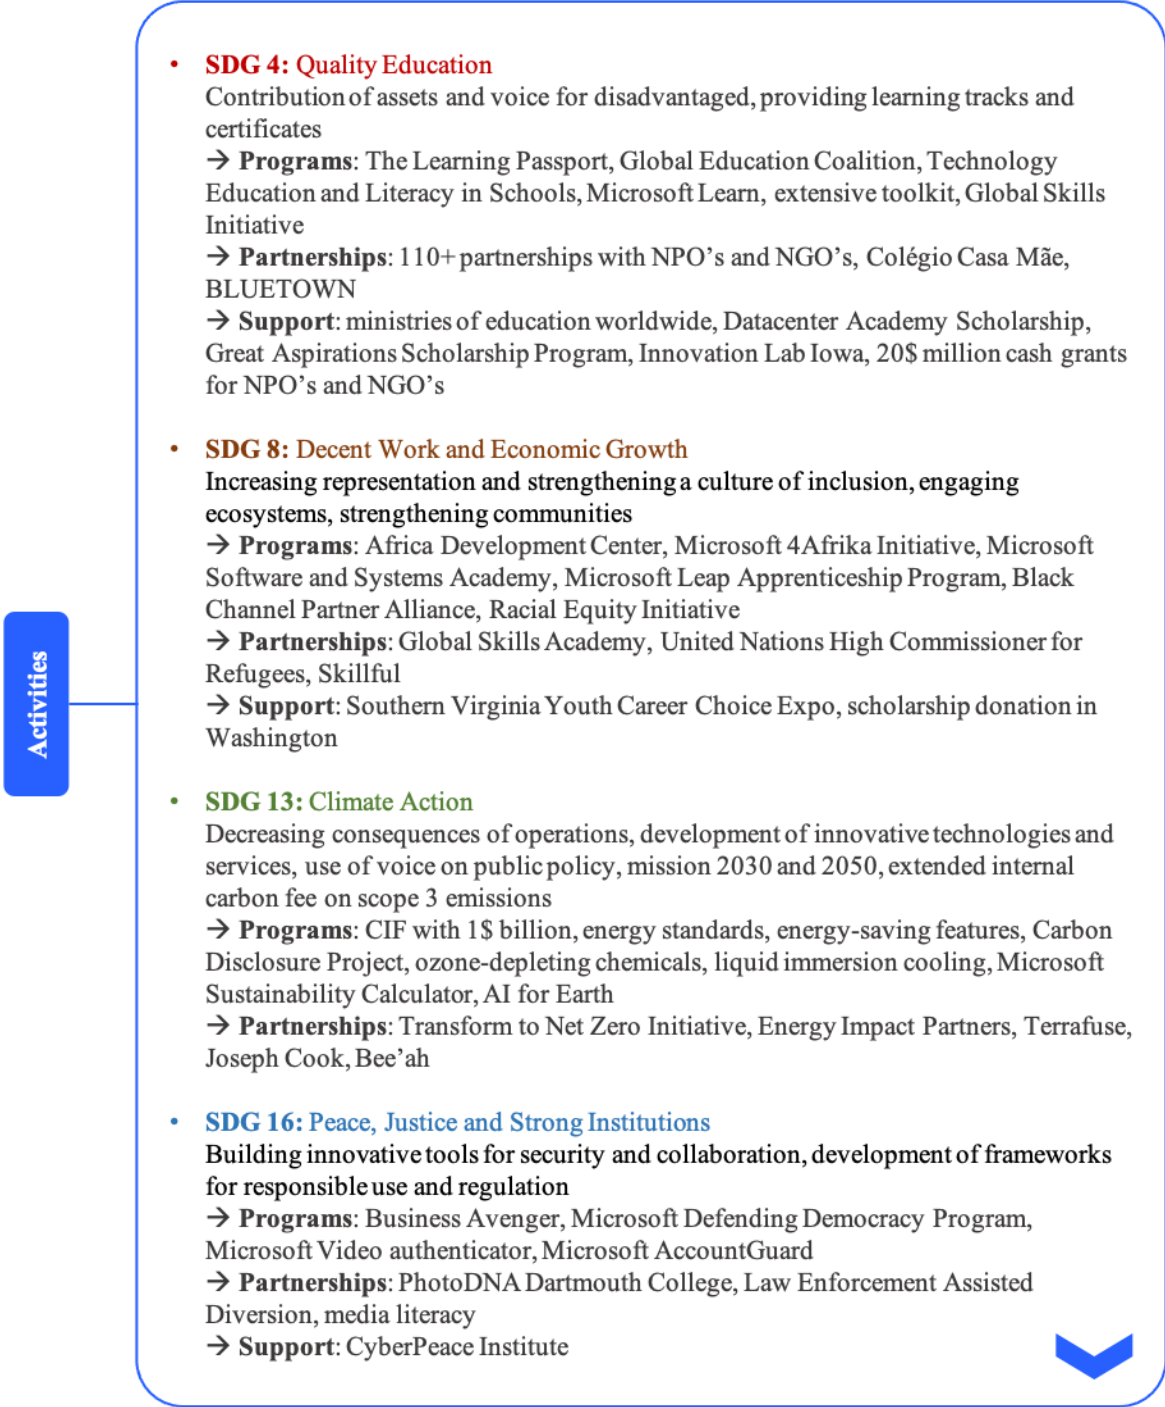 Activities
• SDG 4: Quality Education
Contribution of assets and voice for disadvantaged, providing learning tracks and
certificates
→ Programs: The Learning Passport, Global Education Coalition, Technology
Education and Literacy in Schools, Microsoft Learn, extensive toolkit, Global Skills
Initiative
→ Partnerships: 110+ partnerships with NPO’s and NGO’s, Colégio Casa Mãe,
BLUETOWN
→ Support: ministries of education worldwide, Datacenter Academy Scholarship,
Great Aspirations Scholarship Program, Innovation Lab Iowa, 20$ million cash grants
for NPO’s and NGO’s
• SDG 8: Decent Work and Economic Growth
Increasing representation and strengthening a culture of inclusion, engaging
ecosystems, strengthening communities
→ Programs: Africa Development Center, Microsoft 4Afrika Initiative, Microsoft
Software and Systems Academy, Microsoft Leap Apprenticeship Program, Black
Channel Partner Alliance, Racial Equity Initiative
→ Partnerships: Global Skills Academy, United Nations High Commissioner for
Refugees, Skillful
→ Support: Southern Virginia Youth Career Choice Expo, scholarship donation in
Washington
• SDG 13: Climate Action
Decreasing consequences of operations, development of innovative technologies and
services, use of voice on public policy, mission 2030 and 2050, extended internal
carbon fee on scope 3 emissions
→ Programs: CIF with 1$ billion, energy standards, energy-saving features, Carbon
Disclosure Project, ozone-depleting chemicals, liquid immersion cooling, Microsoft
Sustainability Calculator, AI for Earth
→ Partnerships: Transform to Net Zero Initiative, Energy Impact Partners, Terrafuse,
Joseph Cook, Bee’ah
• SDG 16: Peace, Justice and Strong Institutions
Building innovative tools for security and collaboration, development of frameworks
for responsible use and regulation
→ Programs: Business Avenger, Microsoft Defending Democracy Program,
Microsoft Video authenticator, Microsoft AccountGuard
→ Partnerships: PhotoDNA Dartmouth College, Law Enforcement Assisted
Diversion, media literacy
→ Support: CyberPeace Institute